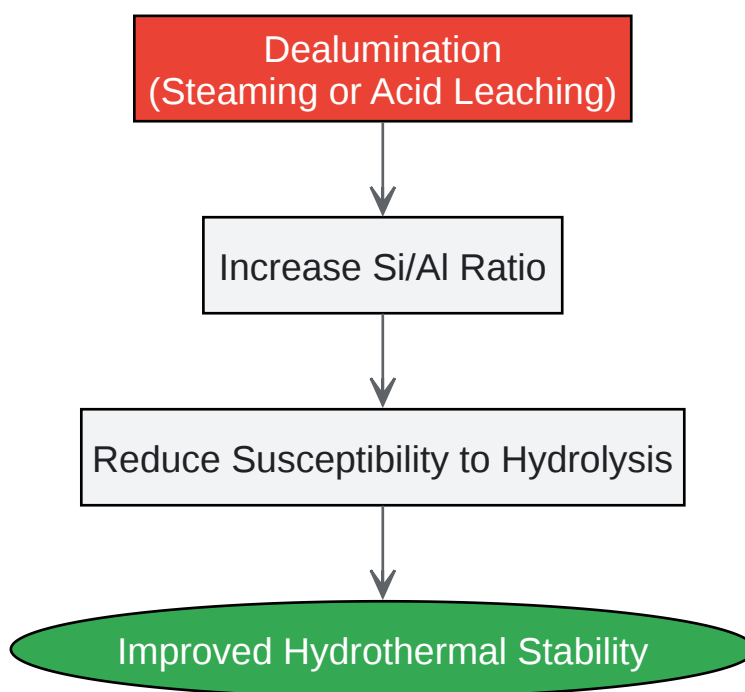 Dealumination
(Steaming or Acid Leaching)
Increase Si/Al Ratio
Reduce Susceptibility to Hydrolysis
Improved Hydrothermal Stability